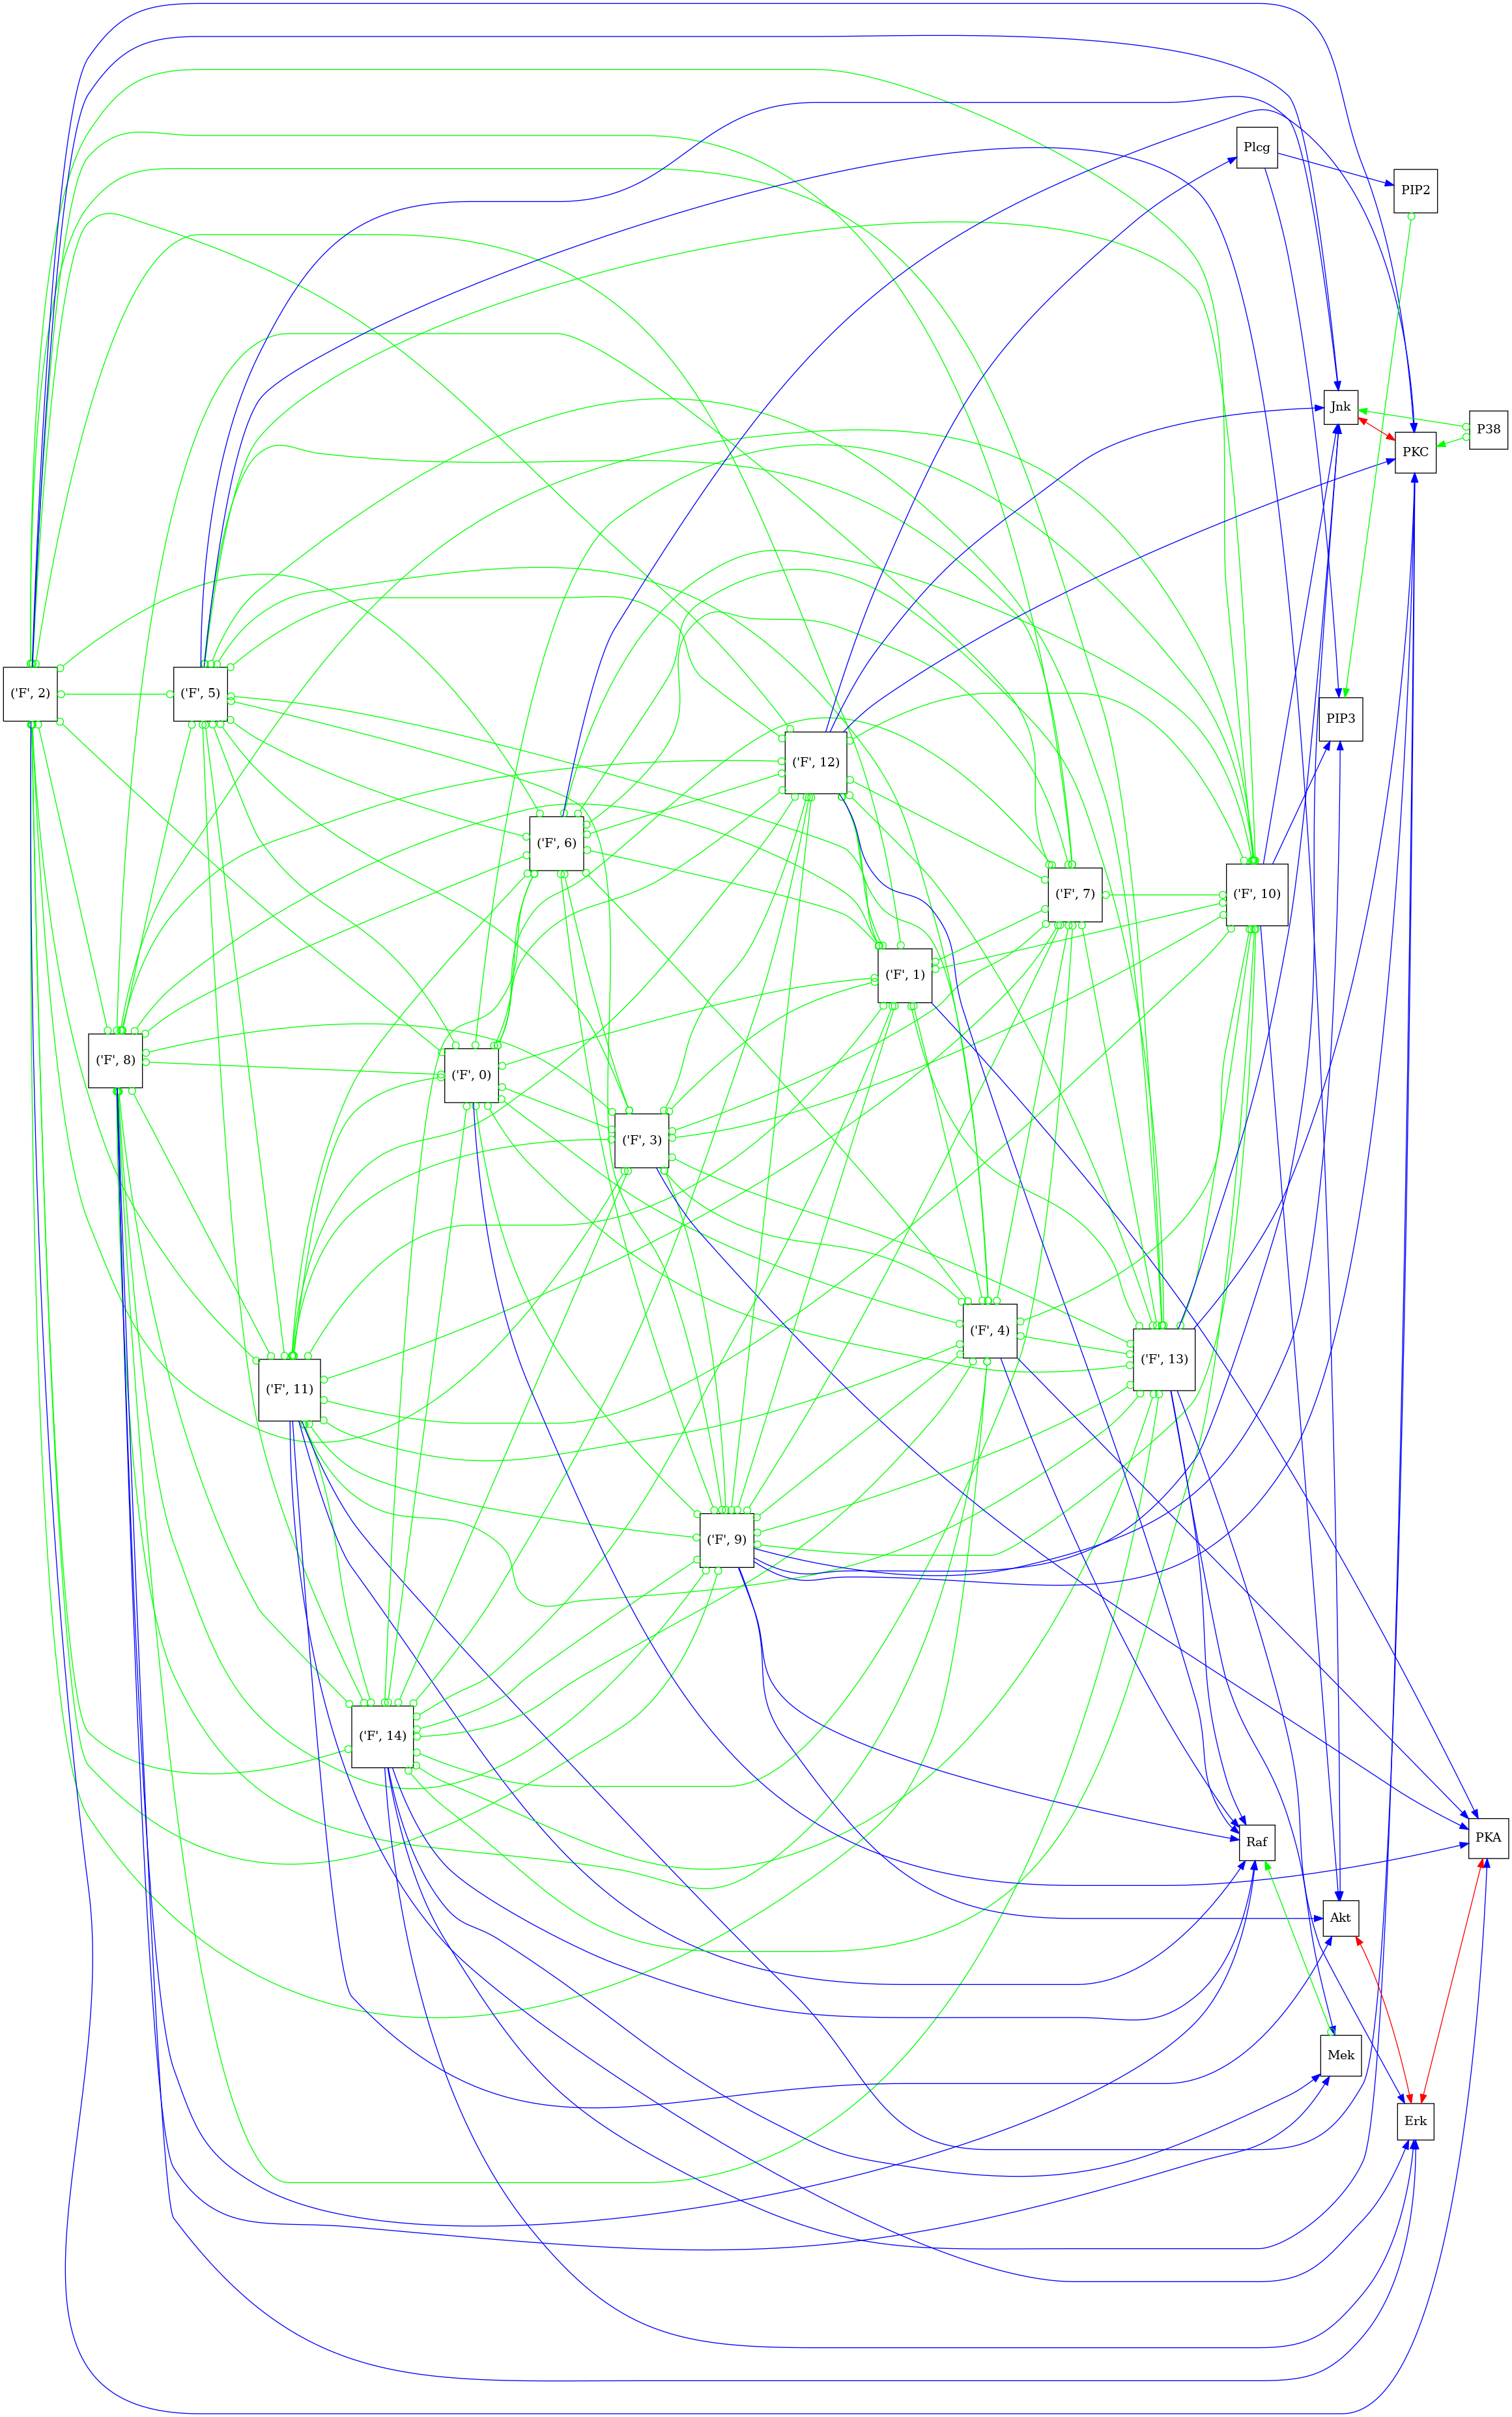 Plcg
PIP2
Jnk
P38
PKC
('F', 2)
('F', 5)
PIP3
('F', 12)
('F', 6)
('F', 7)
('F', 10)
('F', 1)
('F', 8)
('F', 0)
('F', 3)
('F', 4)
('F', 13)
('F', 11)
('F', 9)
('F', 14)
Raf
PKA
Akt
Mek
Erk